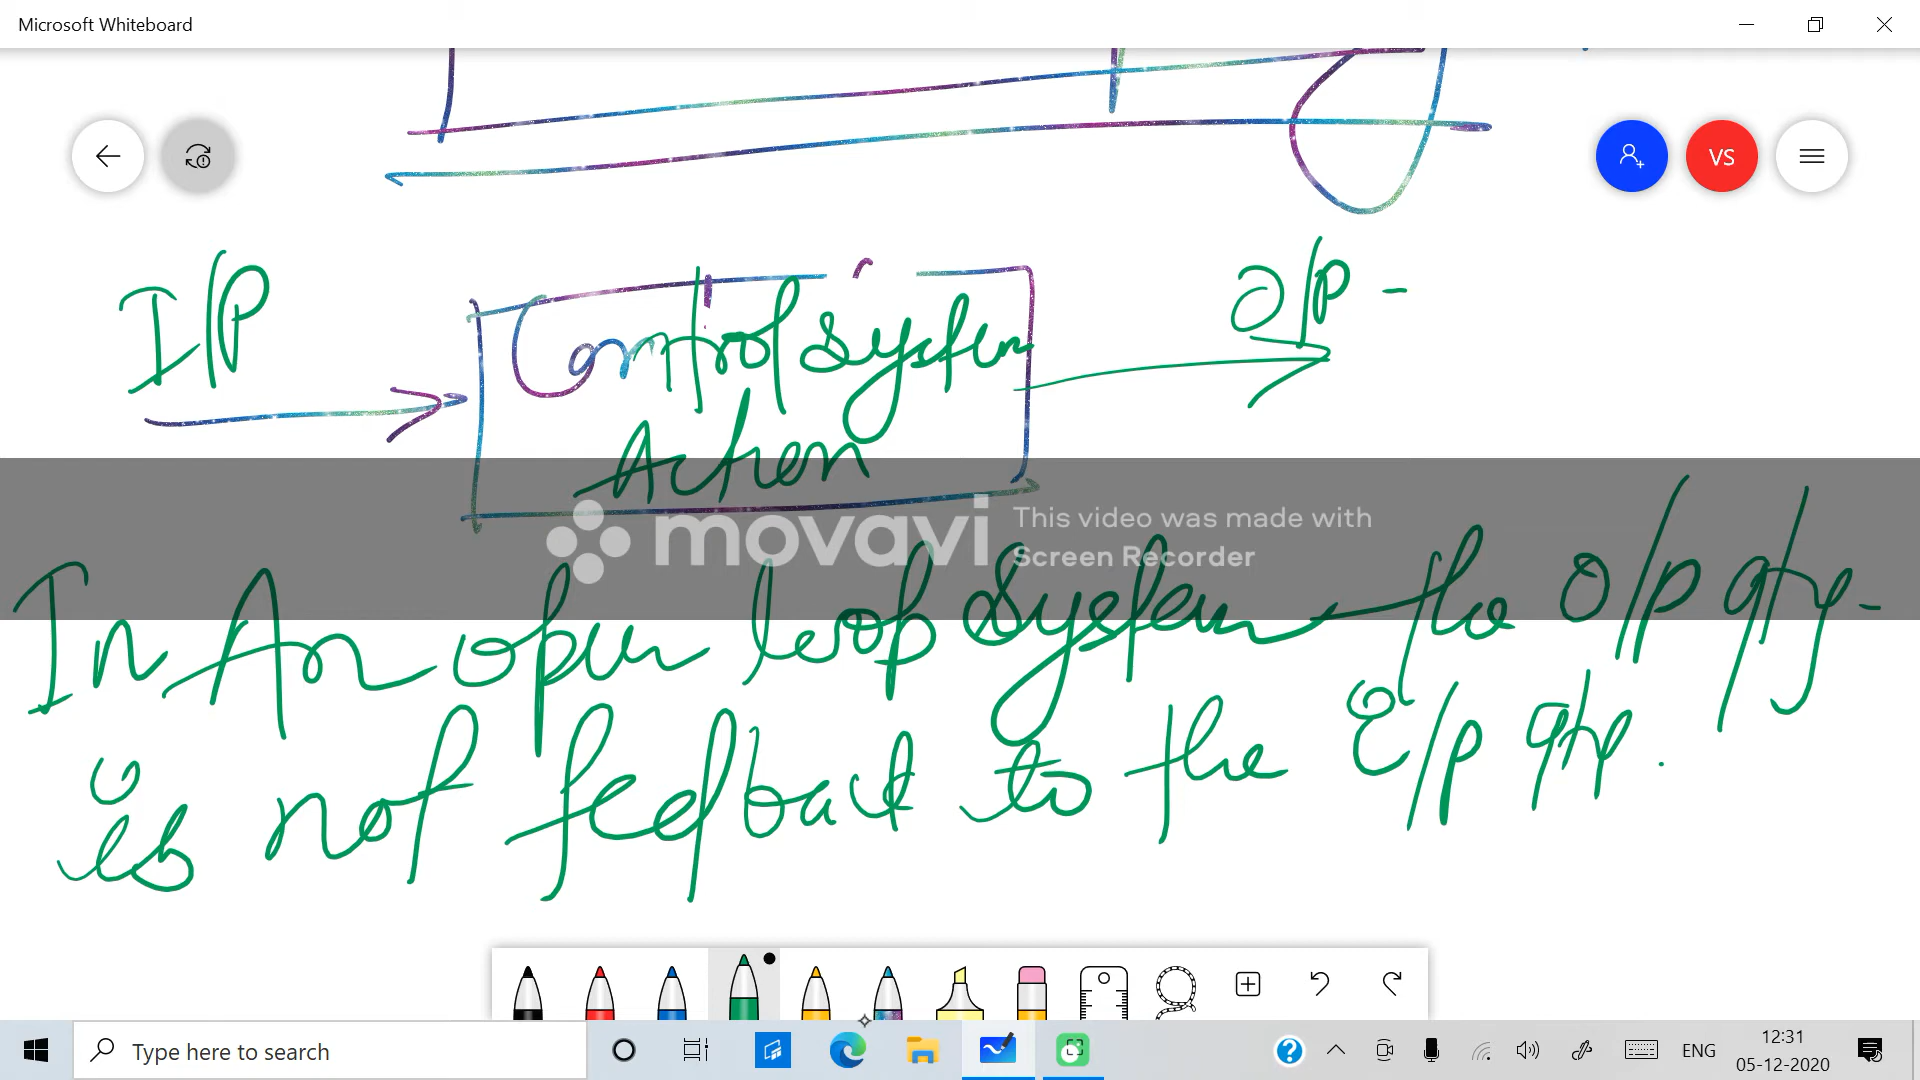 Microsoft Whiteboard
VS
I/P
Control System
Action
O/P -
movavi
This video was made with
Screen Recorder
In An open loop System the O/P qty-
is not feedback to the i/p qty.
Type here to search
ENG
12:31
05-12-2020